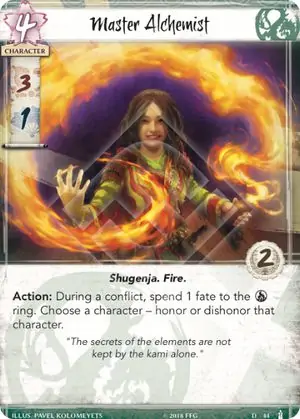 Master Alchemist
4
CHARACTER
3
1
2
Shugenja. Fire.
Action: During a conflict, spend 1 fate to the
ring. Choose a character – honor or dishonor that
character.
"The secrets of the elements are not
kept by the kami alone."
ILLUS. PAVEL KOLOMEYETS
© 2018 FFG
D 44